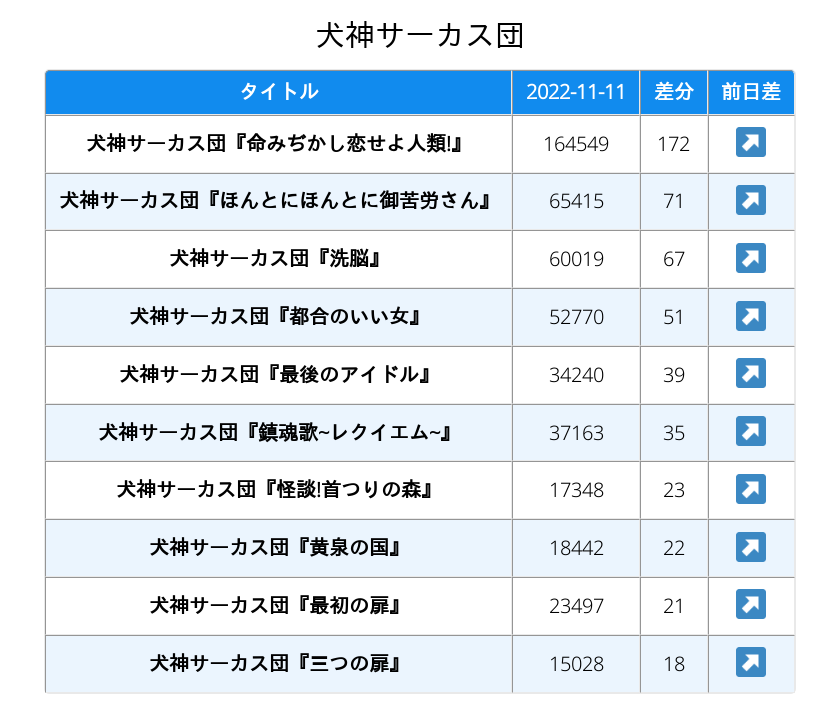 犬神サーカス団
タイトル 2022-11-11 差分 前日差
犬神サーカス団『命みぢかし恋せよ人類!』 164549 172
犬神サーカス団『ほんとにほんとに御苦労さん』 65415 71
犬神サーカス団『洗脳』 60019 67
犬神サーカス団『都合のいい女』 52770 51
犬神サーカス団『最後のアイドル』 34240 39
犬神サーカス団『鎮魂歌~レクイエム~』 37163 35
犬神サーカス団『怪談!首つりの森』 17348 23
犬神サーカス団『黄泉の国』 18442 22
犬神サーカス団『最初の扉』 23497 21
犬神サーカス団『三つの扉』 15028 18